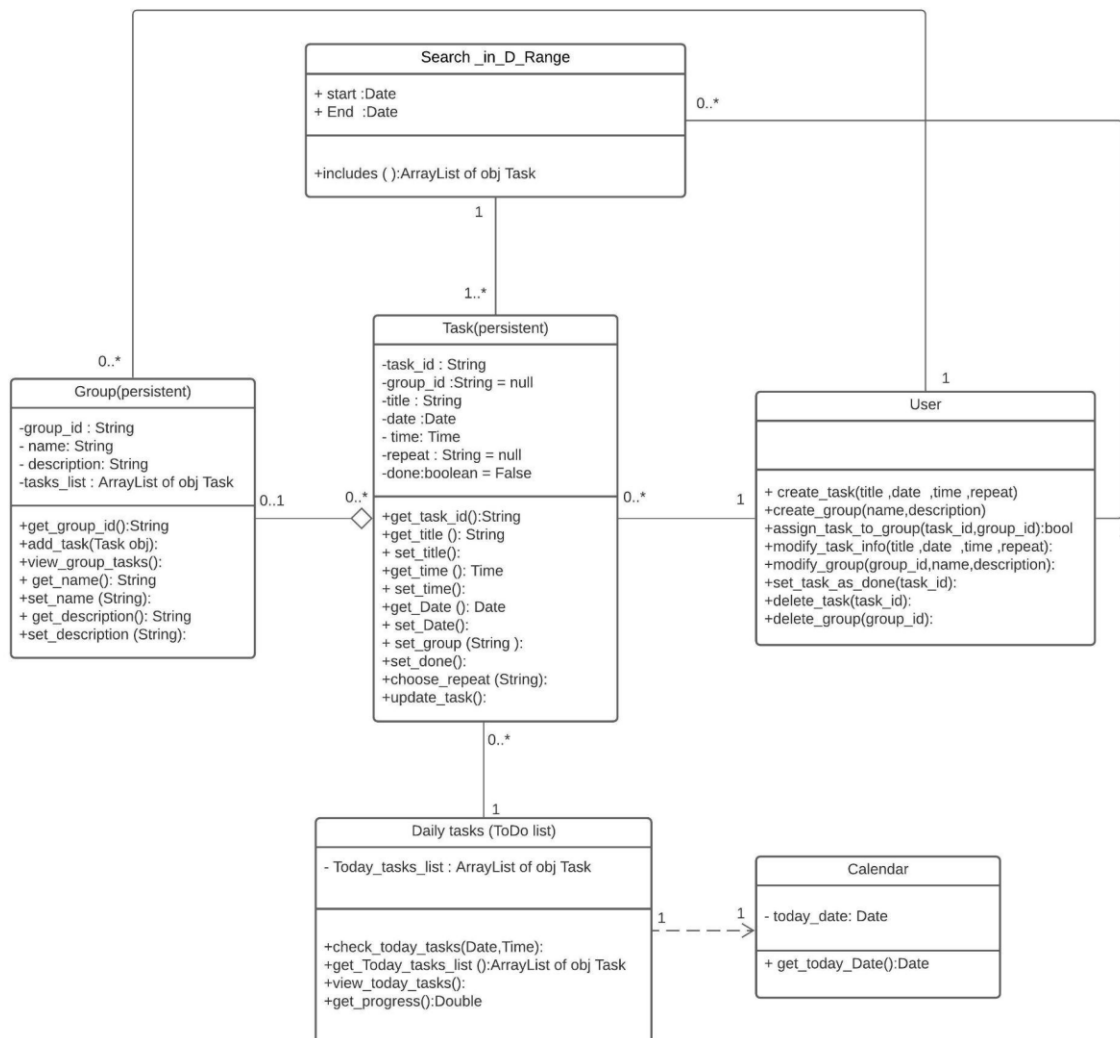 Search _in_D_Range
+ start :Date
+ End  :Date
+includes ( ):ArrayList of obj Task
0..*
1
1..*
Task(persistent)
-task_id : String
-group_id :String = null
-title : String
-date :Date
- time: Time
-repeat : String = null
-done:boolean = False
+get_task_id():String
+get_title (): String
+ set_title():
+get_time (): Time
+ set_time():
+get_Date (): Date
+ set_Date():
+ set_group (String ):
+set_done():
+choose_repeat (String):
+update_task():
0..*
Group(persistent)
-group_id : String
- name: String
- description: String
-tasks_list : ArrayList of obj Task
+get_group_id():String
+add_task(Task obj):
+view_group_tasks():
+ get_name(): String
+set_name (String):
+ get_description(): String
+set_description (String):
0..1
0..*
0..*
1
1
User
+ create_task(title ,date  ,time ,repeat)
+create_group(name,description)
+assign_task_to_group(task_id,group_id):bool
+modify_task_info(title ,date  ,time ,repeat):
+modify_group(group_id,name,description):
+set_task_as_done(task_id):
+delete_task(task_id):
+delete_group(group_id):
0..*
1
Daily tasks (ToDo list)
- Today_tasks_list : ArrayList of obj Task
+check_today_tasks(Date,Time):
+get_Today_tasks_list ():ArrayList of obj Task
+view_today_tasks():
+get_progress():Double
1
1
Calendar
- today_date: Date
+ get_today_Date():Date